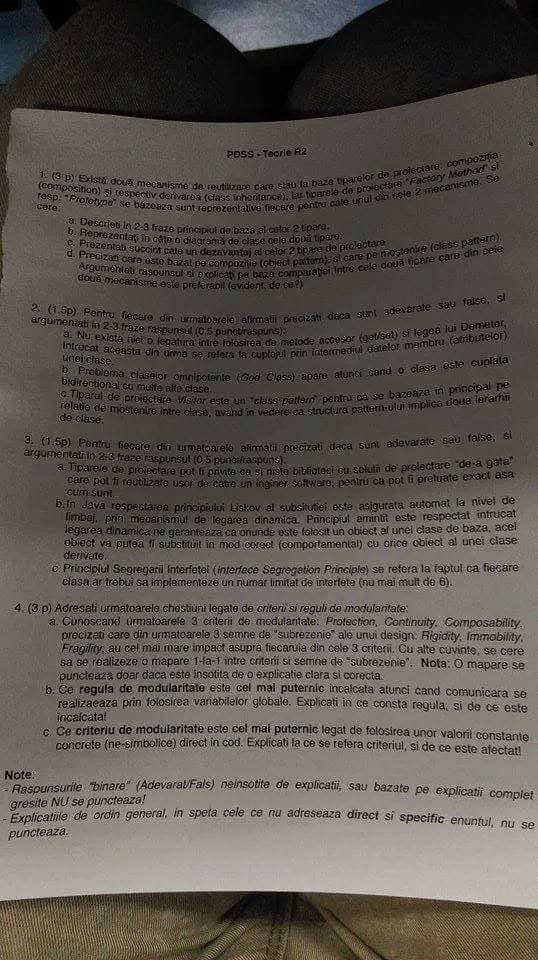 PDSS - Teorie R2
1. (3 p) Există două mecanisme de reutilizare care stau la baza tiparelor de proiectare: compoziţia
(composition) şi respectiv derivarea (class inheritance), iar tiparele de proiectare "Factory Method" si
resp. "Prototype" se bazeaza sunt reprezentative fiecare pentru cate unul din cele 2 mecanisme. Se
cere:
a. Descrieti in 2-3 fraze principiul de baza al celor 2 tipare.
b. Reprezentaţi în câte o diagramă de clase cele două tipare.
c. Prezentati succint cate un dezavantaj al celor 2 tipare de proiectare
d. Precizati care este bazat pe compoziţie (object pattern), si care pe moştenire (class pattern).
Argumentati raspunsul si explicaţi pe baza comparaţiei între cele două tipare care din cele
două mecanisme este preferabil (evident, de ce?)
2. (1.5p) Pentru fiecare din urmatoarele afirmatii precizati daca sunt adevarate sau false, si
argumentati in 2-3 fraze raspunsul (0.5 punct/raspuns):
a. Nu exista nici o legatura intre folosirea de metode accesor (get/set) si legea lui Demeter,
intrucat aceasta din urma se refera la cuplajul prin intermediul datelor membru (atributelor)
unei clase.
b. Problema claselor omnipotente (God Class) apare atunci cand o clasa este cuplata
bidirectional cu multe alte clase.
c. Tiparul de proiectare Visitor este un "class pattern" pentru ca se bazeaza in principal pe
relatie de mostenire intre clase, avand in vedere ca structura pattern-ului implica doua ierarhii
de clase.
3. (1.5p) Pentru fiecare din urmatoarele afirmatii precizati daca sunt adevarate sau false, si
argumentati in 2-3 fraze raspunsul (0.5 punct/raspuns):
a. Tiparele de proiectare pot fi privite ca si niste biblioteci cu solutii de proiectare "de-a gata"
care pot fi reutilizate usor de catre un inginer software, pentru ca pot fi preluate exact asa
cum sunt.
b. In Java respectarea principiului Liskov al subsitutiei este asigurata automat la nivel de
limbaj, prin mecanismul de legarea dinamica. Principiul amintit este respectat intrucat
legarea dinamica ne garanteaza ca oriunde este folosit un obiect al unei clase de baza, acel
obiect va putea fi substituit in mod corect (comportamental) cu orice obiect al unei clase
derivate.
c. Principiul Segregarii Interfetei (Interface Segregation Principle) se refera la faptul ca fiecare
clasa ar trebui sa implementeze un numar limitat de interfete (nu mai mult de 6).
4. (3 p) Adresati urmatoarele chestiuni legate de criterii si reguli de modularitate:
a. Cunoscand urmatoarele 3 criterii de modularitate: Protection, Continuity, Composability,
precizati care din urmatoarele 3 semne de "subrezenie" ale unui design: Rigidity, Immobility,
Fragility, au cel mai mare impact asupra fiecaruia din cele 3 criterii. Cu alte cuvinte, se cere
sa se realizeze o mapare 1-la-1 intre criterii si semne de "subrezenie". Nota: O mapare se
puncteaza doar daca este insotita de o explicatie clara si corecta.
b. Ce regula de modularitate este cel mai puternic incalcata atunci cand comunicara se
realizaeaza prin folosirea variabilelor globale. Explicati in ce consta regula, si de ce este
incalcata!
c. Ce criteriu de modularitate este cel mai puternic legat de folosirea unor valoril constante
concrete (ne-simbolice) direct in cod. Explicati la ce se refera criteriul, si de ce este afectat!
Note:
- Raspunsurile "binare" (Adevarat/Fals) neinsotite de explicatii, sau bazate pe explicatii complet
gresite NU se puncteaza!
- Explicatiile de ordin general, in speta cele ce nu adreseaza direct si specific enuntul, nu se
puncteaza.